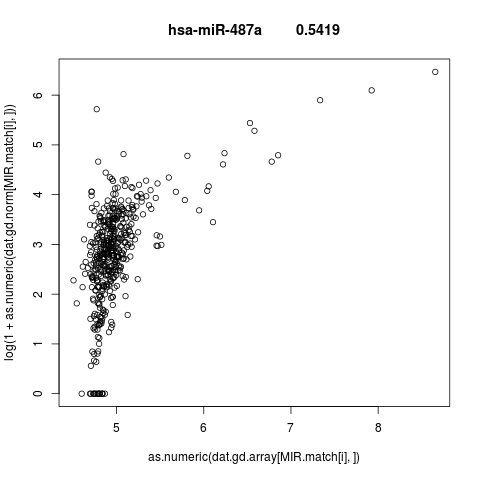 hsa-miR-487a 0.5419
log(1 + as.numeric(dat.gd.norm[MIR.match[i], ]))
6
5
4
3
2
1
0
5 6 7 8
as.numeric(dat.gd.array[MIR.match[i], ])